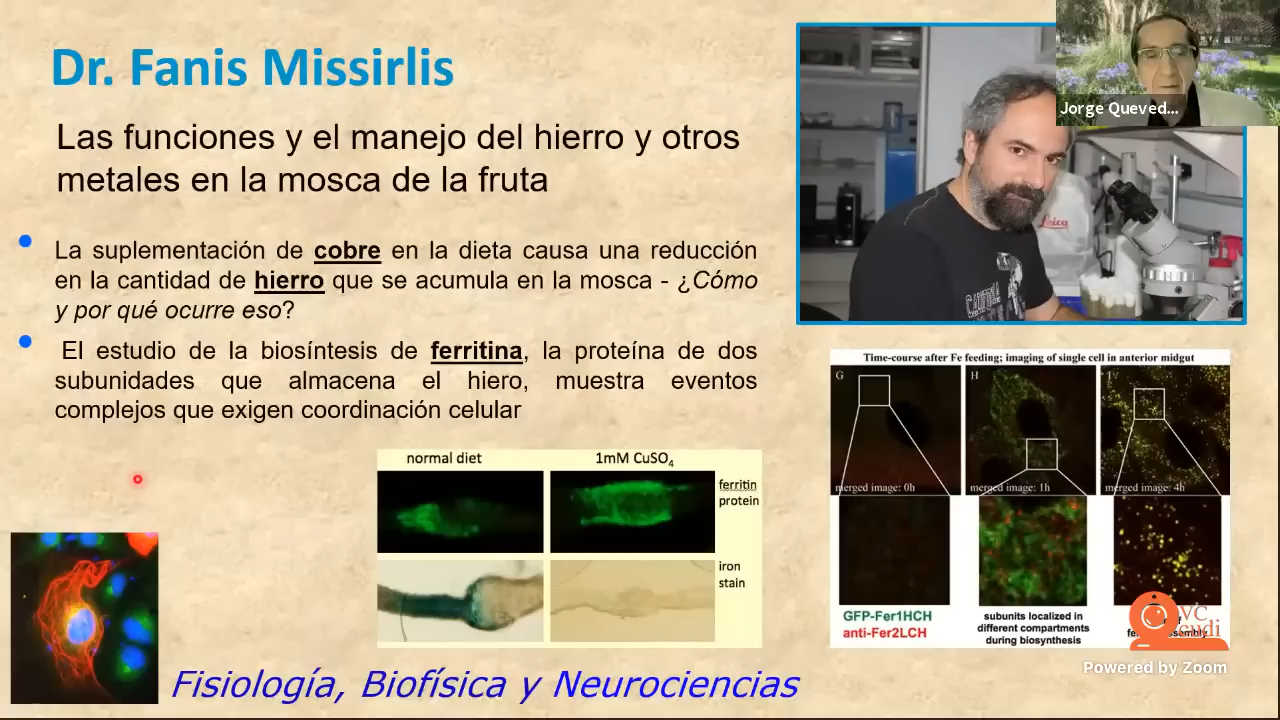 Dr. Fanis Missirlis
Jorge Queved...
Las funciones y el manejo del hierro y otros
metales en la mosca de la fruta
Leica
La suplementación de cobre en la dieta causa una reducción
en la cantidad de hierro que se acumula en la mosca - ¿Cómo
y por qué ocurre eso?
El estudio de la biosíntesis de ferritina, la proteína de dos
subunidades que almacena el hiero, muestra eventos
complejos que exigen coordinación celular
normal diet
1mM CuSO₄
ferritin
protein
iron
stain
Time-course after Fe feeding; imaging of single cell in anterior midgut
G
H
I
merged image: 0h
merged image: 1h
merged image: 4h
GFP-Fer1HCH
anti-Fer2LCH
subunits localized in
different compartments
during biosynthesis
VC
cudi
Powered by Zoom
Fisiología, Biofísica y Neurociencias